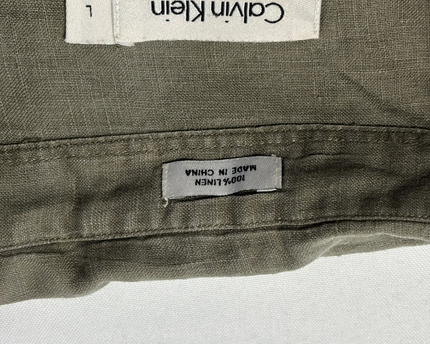 100% LINEN
MADE IN CHINA
Calvin Klein
L